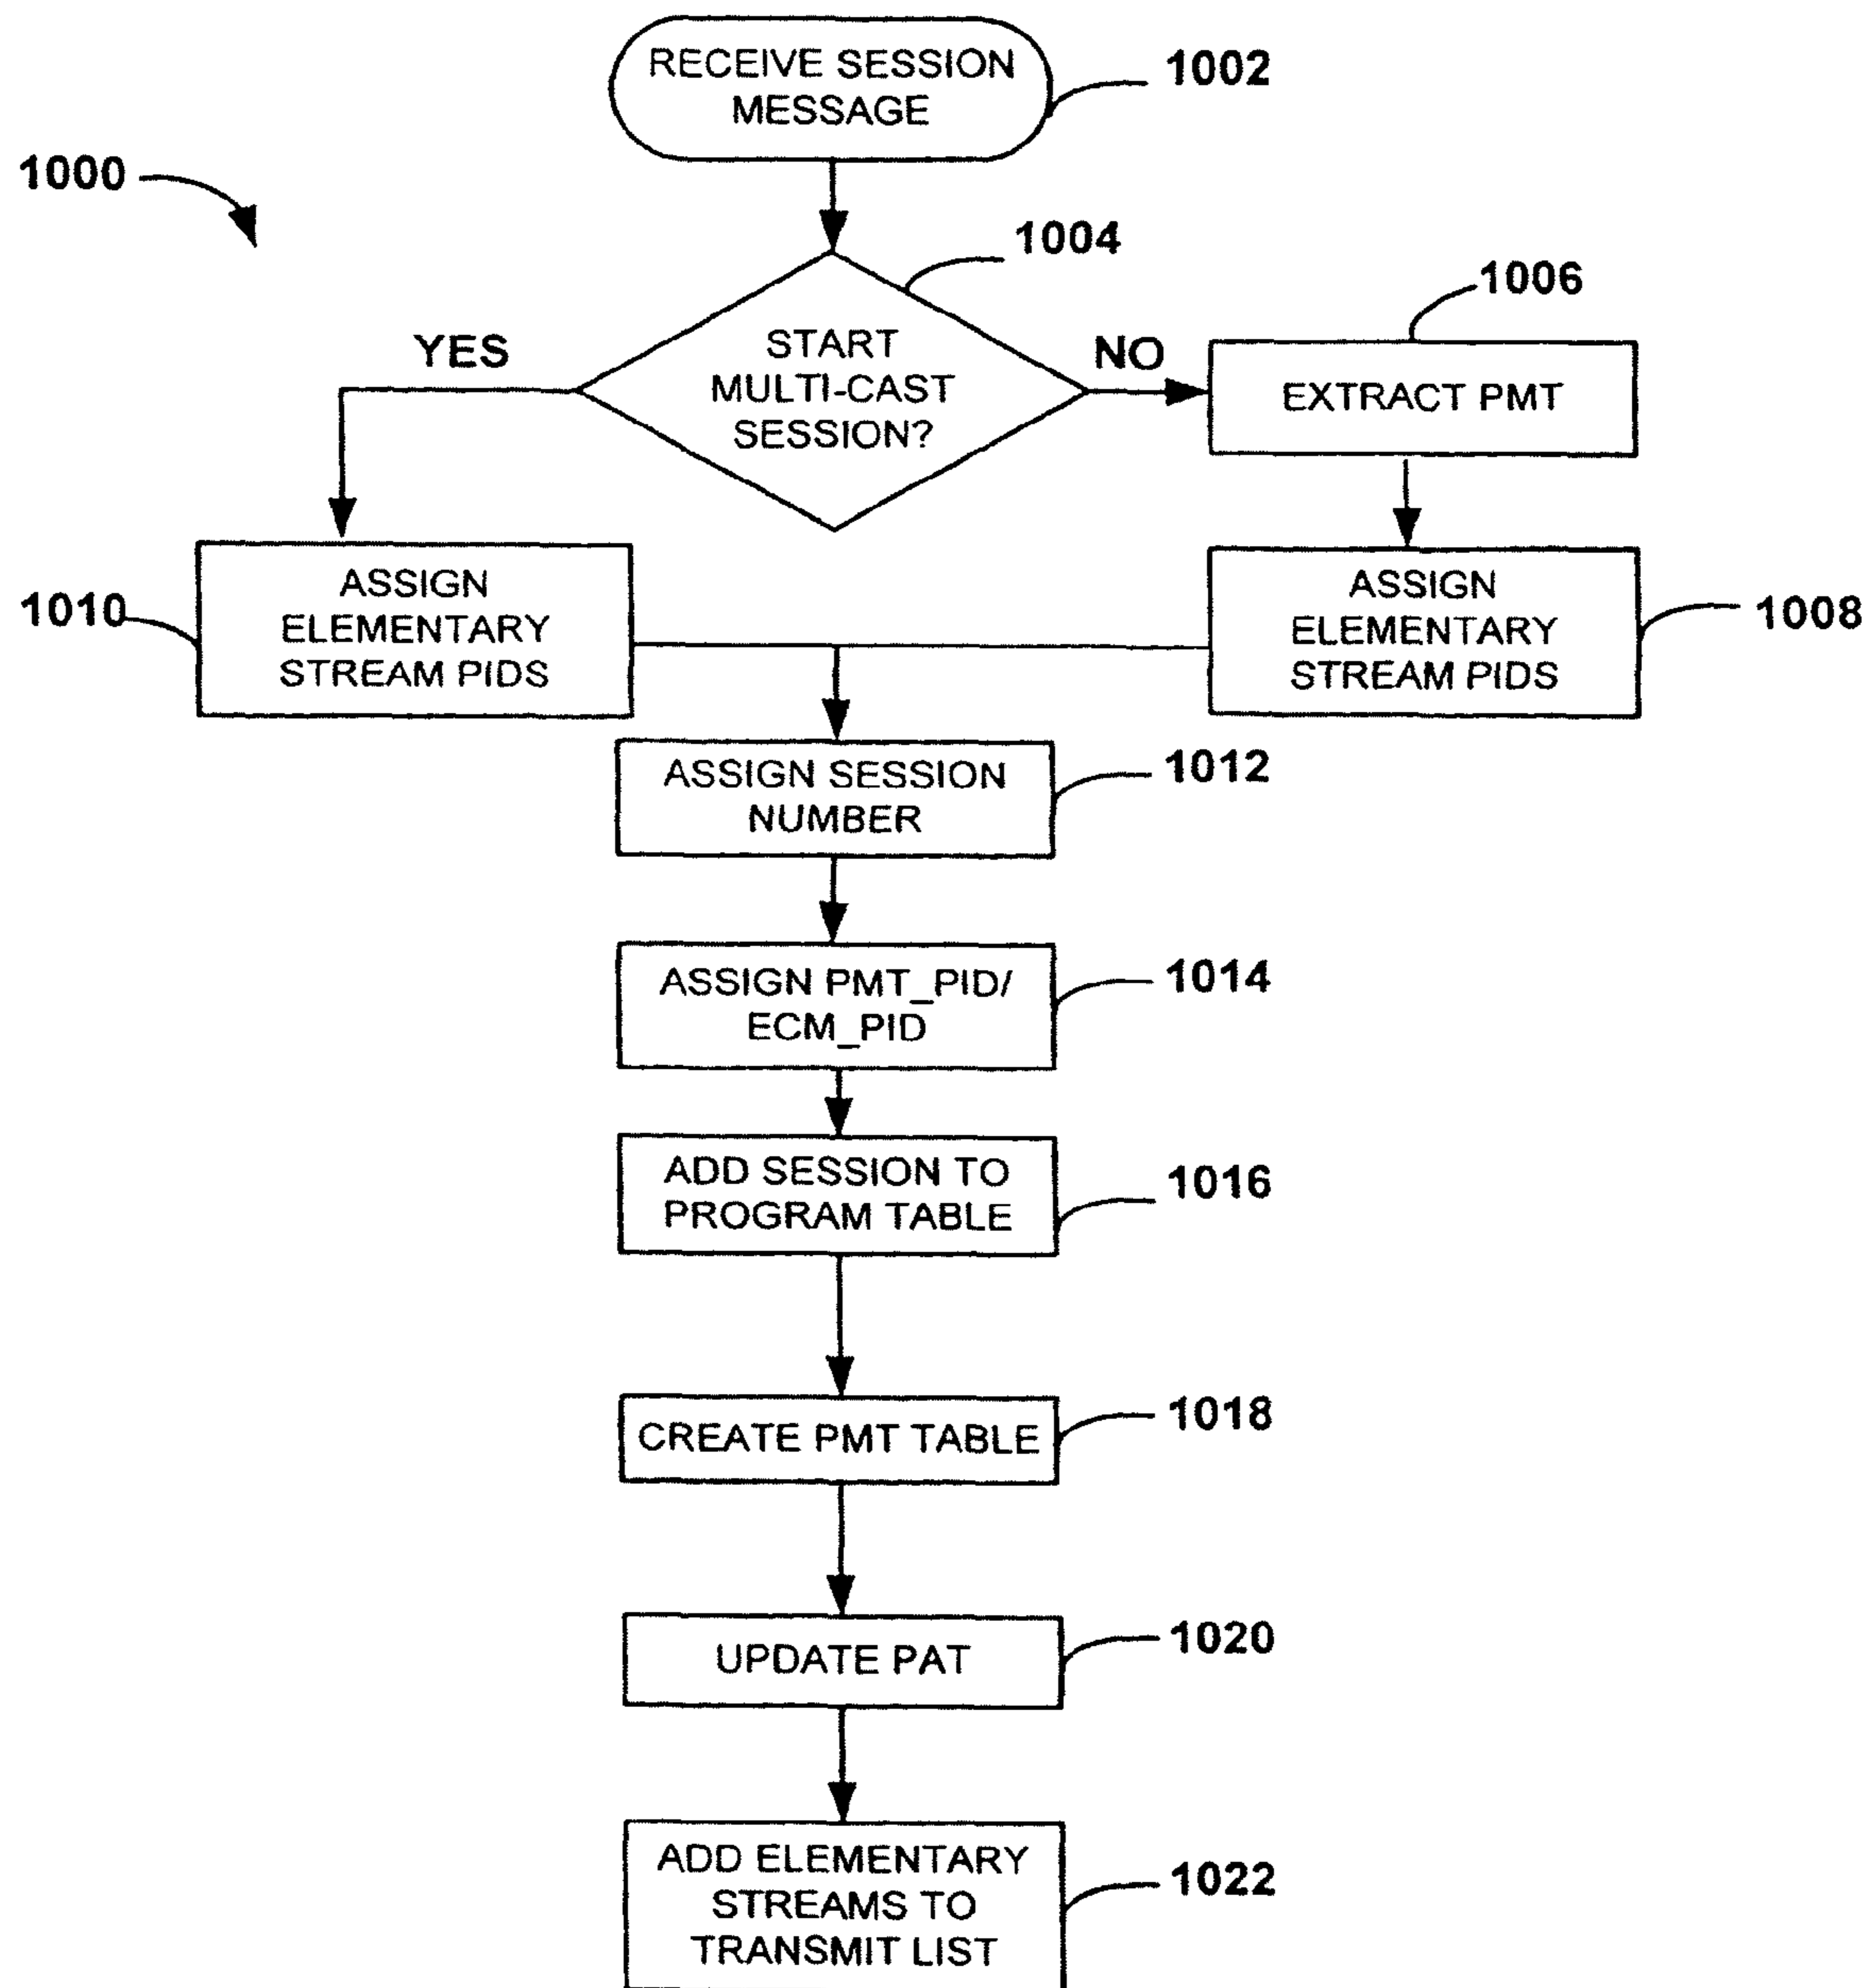 RECEIVE SESSION
MESSAGE
1002
1000
1004
START
MULTI-CAST
SESSION?
YES
NO
1006
EXTRACT PMT
ASSIGN
ELEMENTARY
STREAM PIDS
1010
ASSIGN
ELEMENTARY
STREAM PIDS
1008
ASSIGN SESSION
NUMBER
1012
ASSIGN PMT_PID/
ECM_PID
1014
ADD SESSION TO
PROGRAM TABLE
1016
CREATE PMT TABLE
1018
UPDATE PAT
1020
ADD ELEMENTARY
STREAMS TO
TRANSMIT LIST
1022